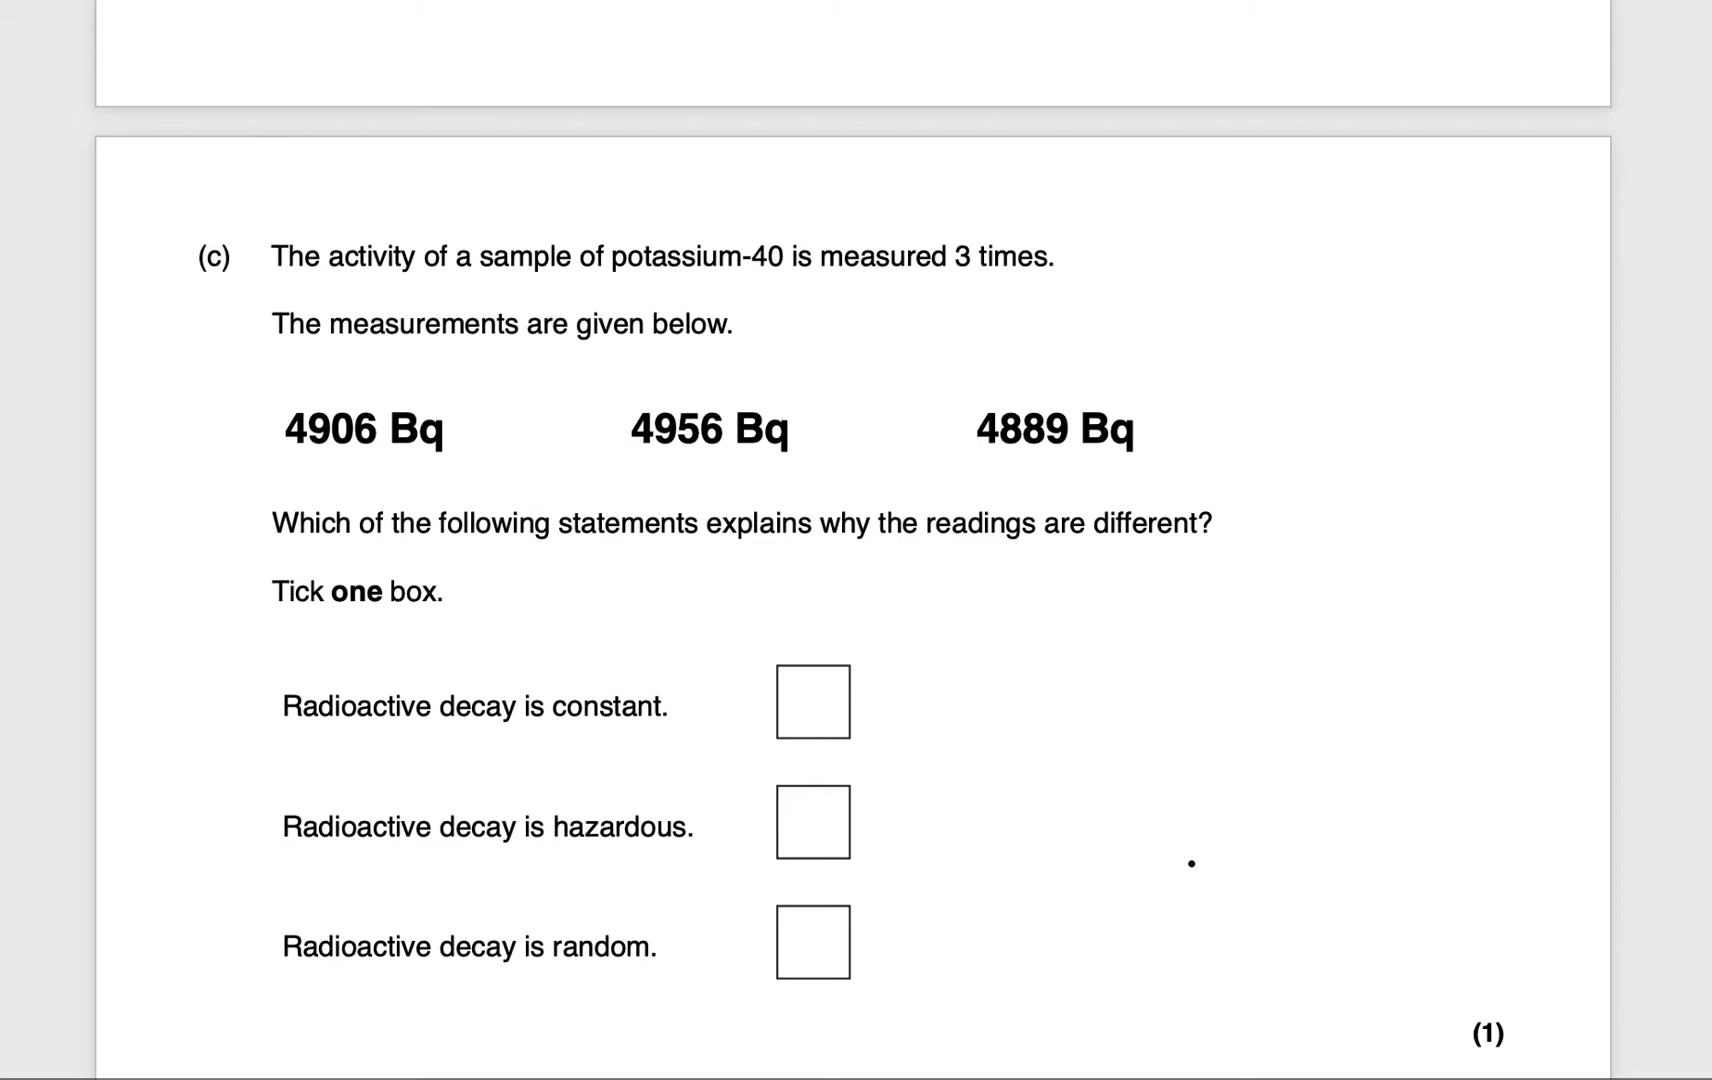 (c) The activity of a sample of potassium-40 is measured 3 times.
The measurements are given below.
4906 Bq 4956 Bq 4889 Bq
Which of the following statements explains why the readings are different?
Tick one box.
Radioactive decay is constant.
Radioactive decay is hazardous.
Radioactive decay is random.
(1)